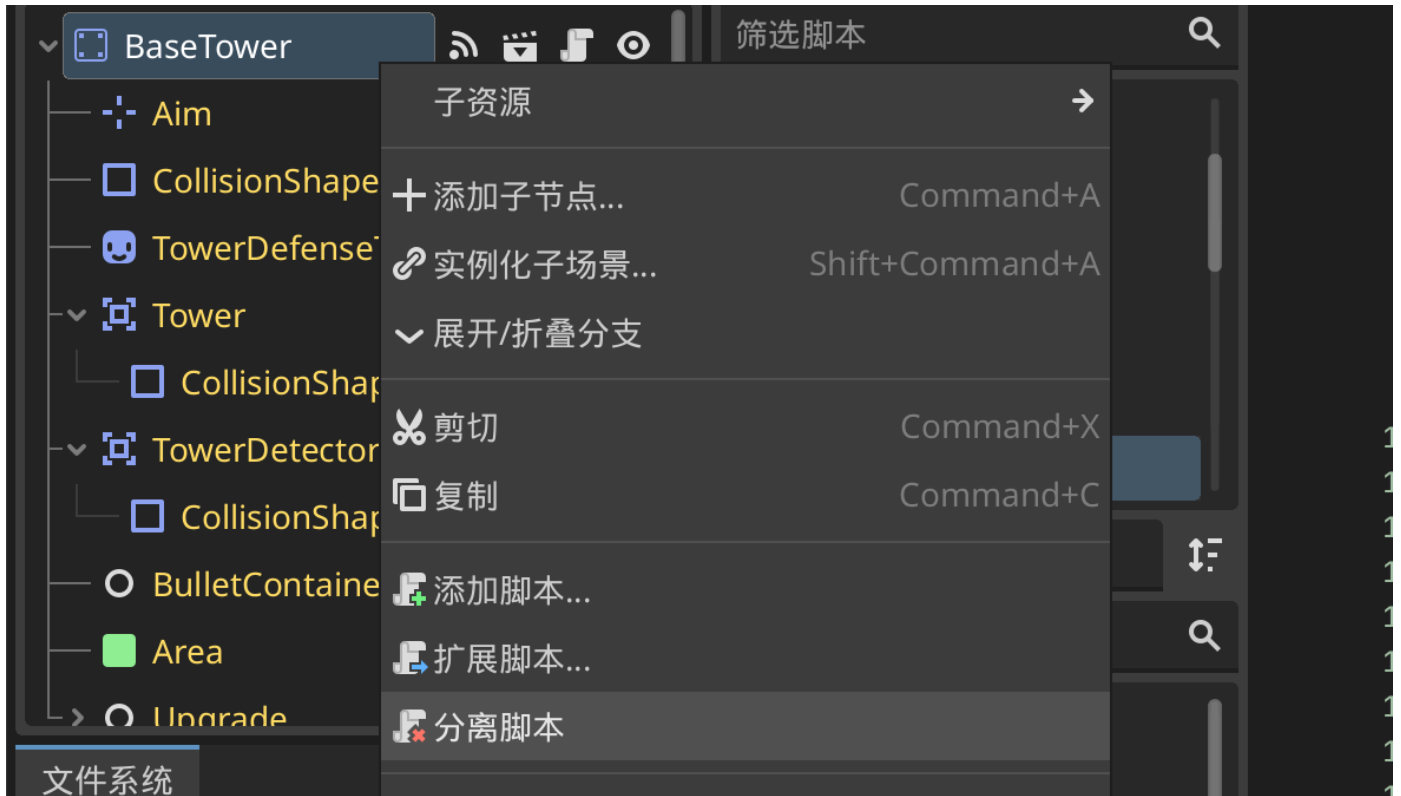 BaseTower
Aim
CollisionShape
TowerDefense
Tower
CollisionShap
TowerDetector
CollisionShap
BulletContaine
Area
Upgrade
文件系统
筛选脚本
子资源
添加子节点... Command+A
实例化子场景... Shift+Command+A
展开/折叠分支
剪切 Command+X
复制 Command+C
添加脚本...
扩展脚本...
分离脚本